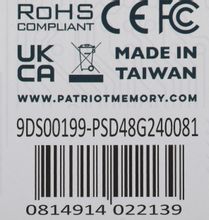 RoHS
COMPLIANT
UK
CA
MADE IN
TAIWAN
WWW.PATRIOTMEMORY.COM
9DS00199-PSD48G240081
0814914 022139